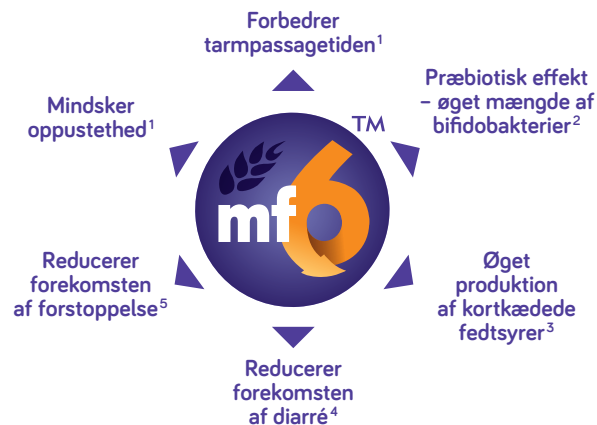 Forbedrer
tarmpassagetiden¹
Præbiotisk effekt
– øget mængde af
bifidobakterier²
Øget
produktion
af kortkædede
fedtsyrer³
Reducerer
forekomsten
af diarré⁴
Reducerer
forekomsten
af forstoppelse⁵
Mindsker
oppustethed¹
mf6
TM